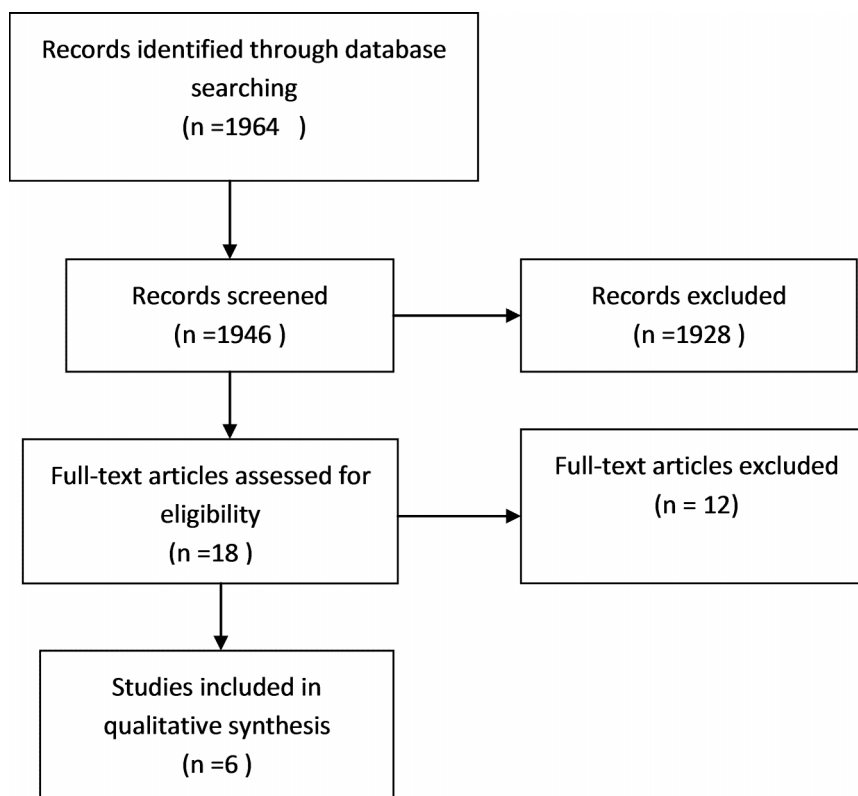 Records identified through database
searching
(n =1964   )
Records screened
(n =1946 )
Records excluded
(n =1928 )
Full-text articles assessed for
eligibility
(n =18 )
Full-text articles excluded
(n = 12)
Studies included in
qualitative synthesis
(n =6 )